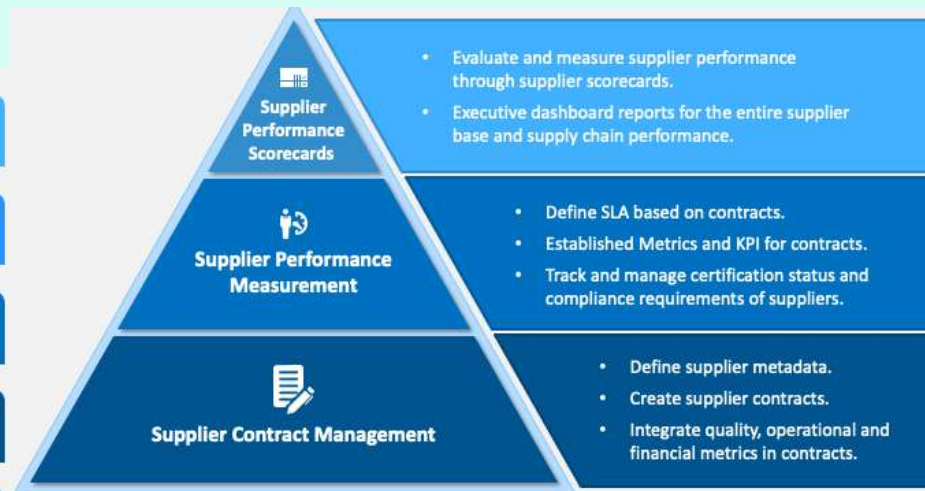 Supplier
Performance
Scorecards
• Evaluate and measure supplier performance
through supplier scorecards.
• Executive dashboard reports for the entire supplier
base and supply chain performance.
Supplier Performance
Measurement
• Define SLA based on contracts.
• Established Metrics and KPI for contracts.
• Track and manage certification status and
compliance requirements of suppliers.
Supplier Contract Management
• Define supplier metadata.
• Create supplier contracts.
• Integrate quality, operational and
financial metrics in contracts.